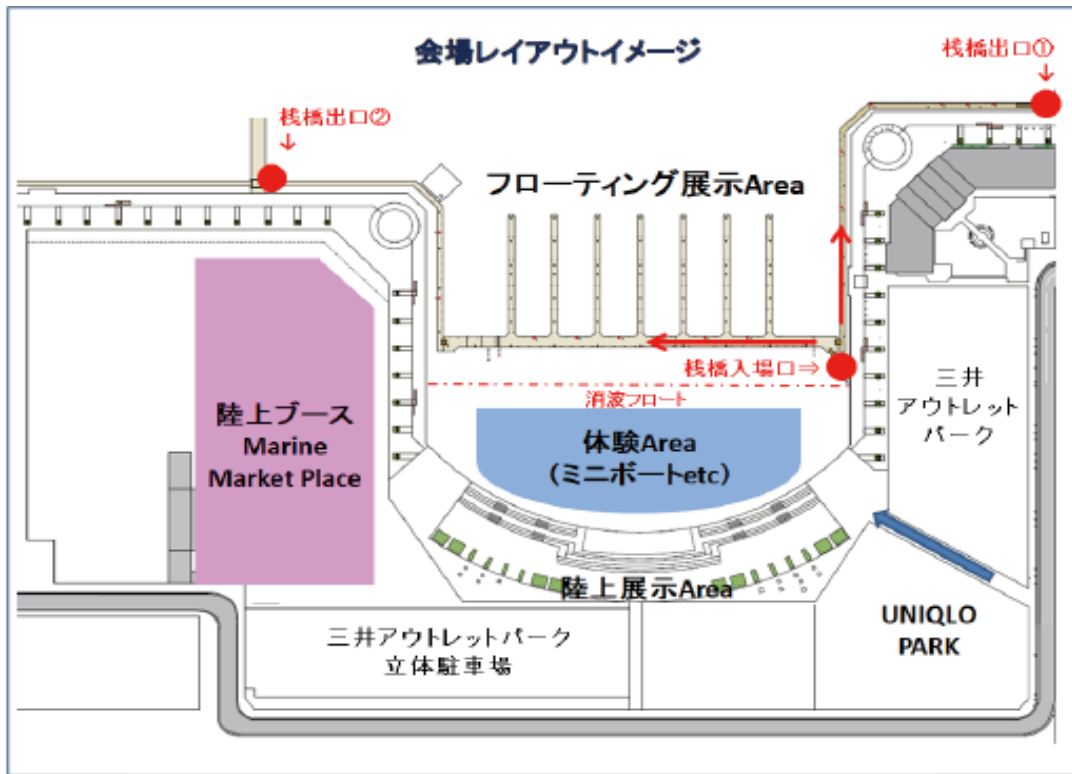 会場レイアウトイメージ
桟橋出口①
↓
桟橋出口②
↓
フローティング展示Area
桟橋入場口⇒
消波フロート
体験Area
(ミニボートetc)
陸上ブース
Marine
Market Place
三井
アウトレット
パーク
陸上展示Area
UNIQLO
PARK
三井アウトレットパーク
立体駐車場